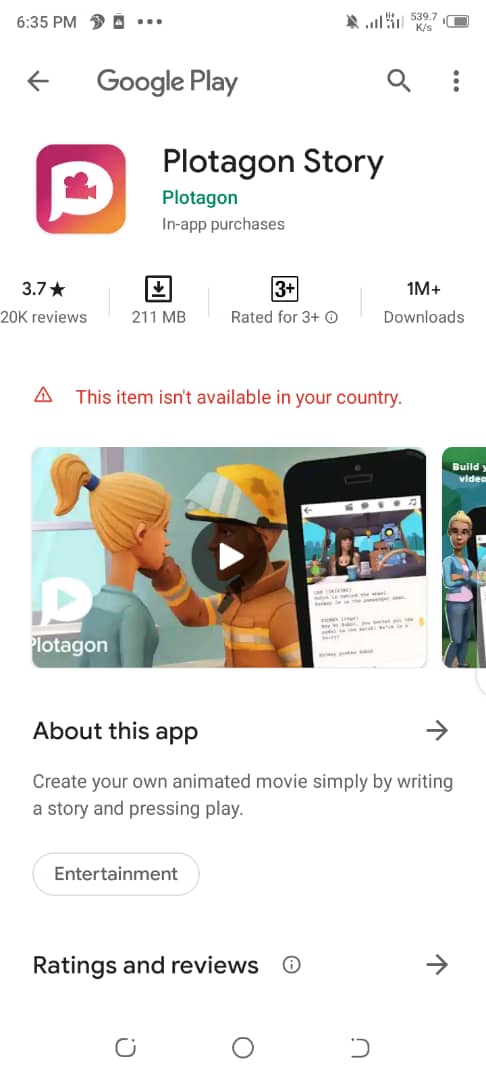 6:35 PM
539.7
K/s
Google Play
Plotagon Story
Plotagon
In-app purchases
3.7★
20K reviews
211 MB
3+
Rated for 3+
1M+
Downloads
This item isn't available in your country.
Plotagon
Build y
video
About this app
Create your own animated movie simply by writing
a story and pressing play.
Entertainment
Ratings and reviews